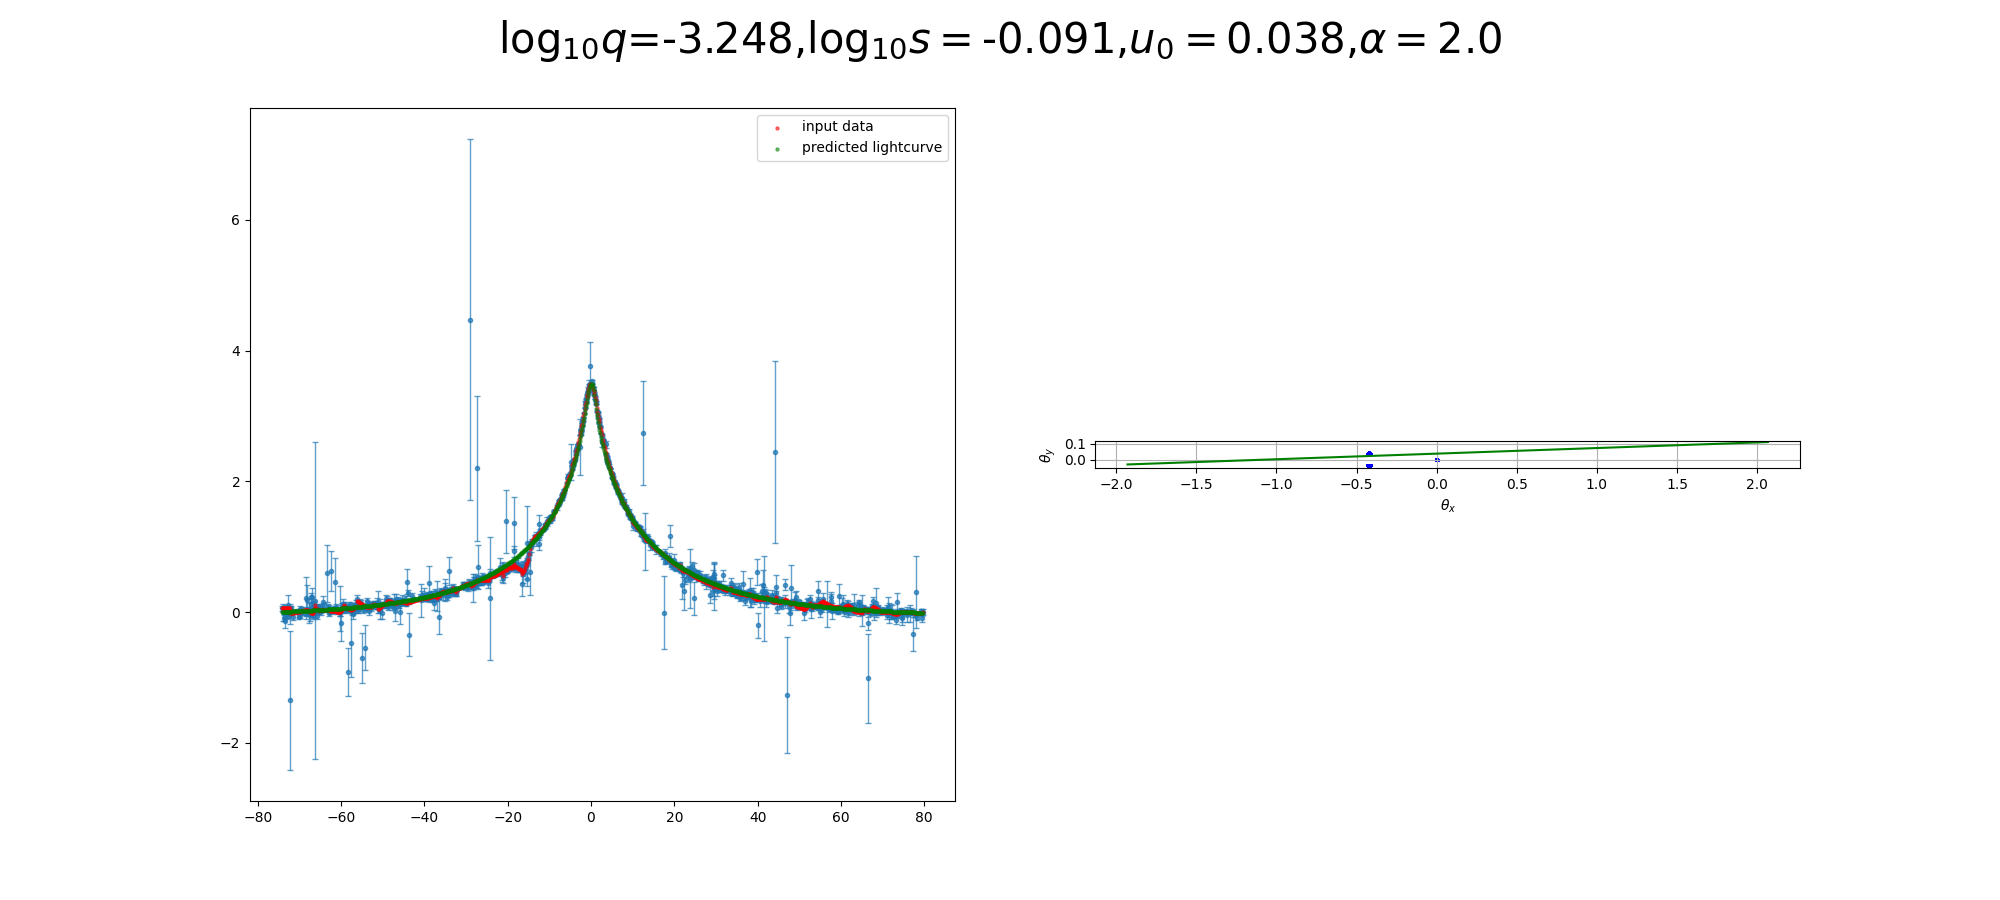 log₁₀q=-3.248,log₁₀s = -0.091,u₀ = 0.038,α = 2.0
input data
predicted lightcurve
6
4
2
0
−2
−80 −60 −40 −20 0 20 40 60 80
θy
0.1
0.0
−2.0 −1.5 −1.0 −0.5 0.0 0.5 1.0 1.5 2.0
θx